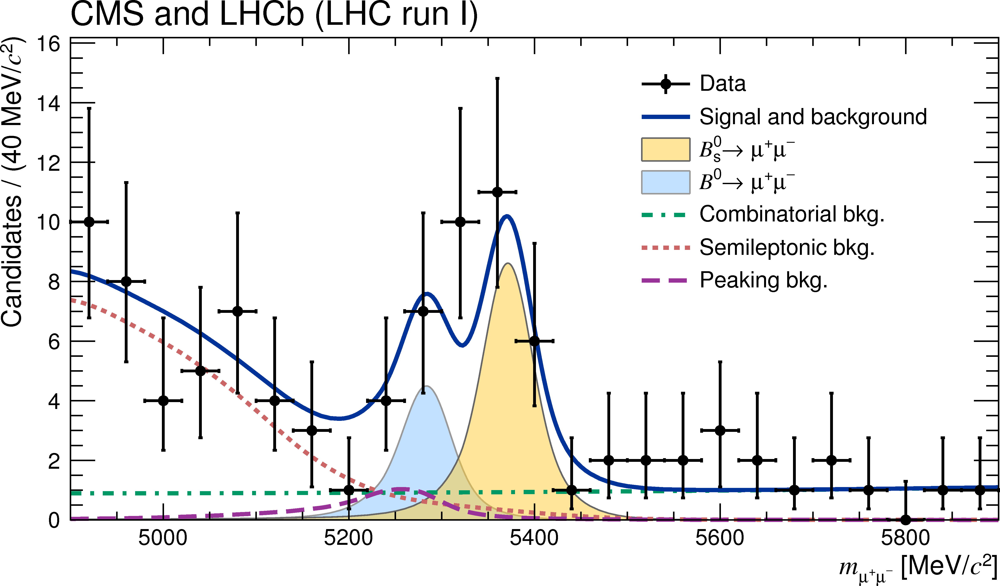 CMS and LHCb (LHC run I)
Candidates / (40 MeV/c²)
16
14
12
10
8
6
4
2
0
Data
Signal and background
B⁰ₛ→ μ⁺μ⁻
B⁰→ μ⁺μ⁻
Combinatorial bkg.
Semileptonic bkg.
Peaking bkg.
5000 5200 5400 5600 5800
m_μ⁺μ⁻ [MeV/c²]